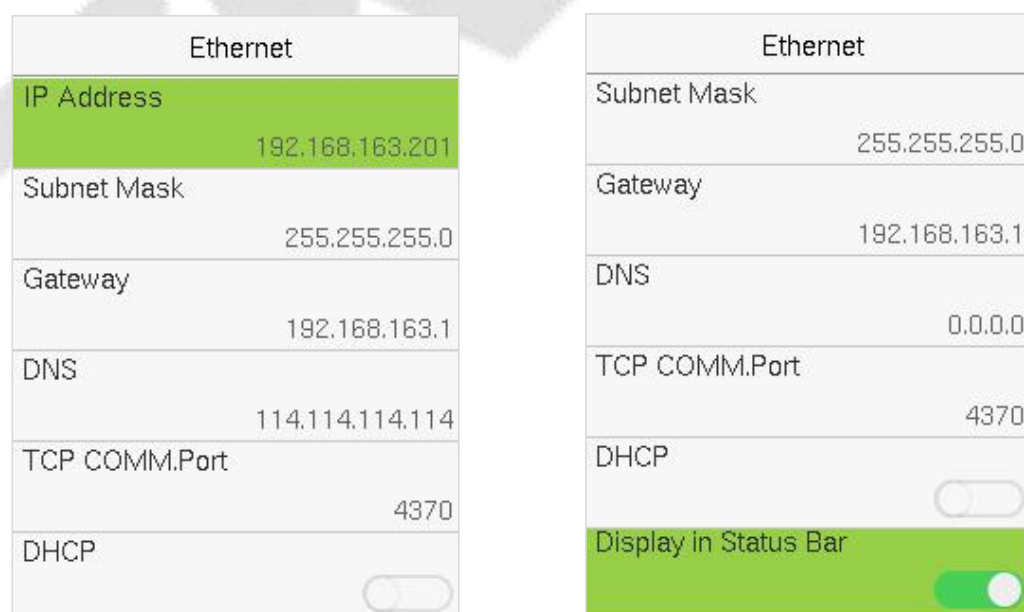 Ethernet
IP Address
192.168.163.201
Subnet Mask
255.255.255.0
Gateway
192.168.163.1
DNS
114.114.114.114
TCP COMM.Port
4370
DHCP
Ethernet
Subnet Mask
255.255.255.0
Gateway
192.168.163.1
DNS
0.0.0.0
TCP COMM.Port
4370
DHCP
Display in Status Bar